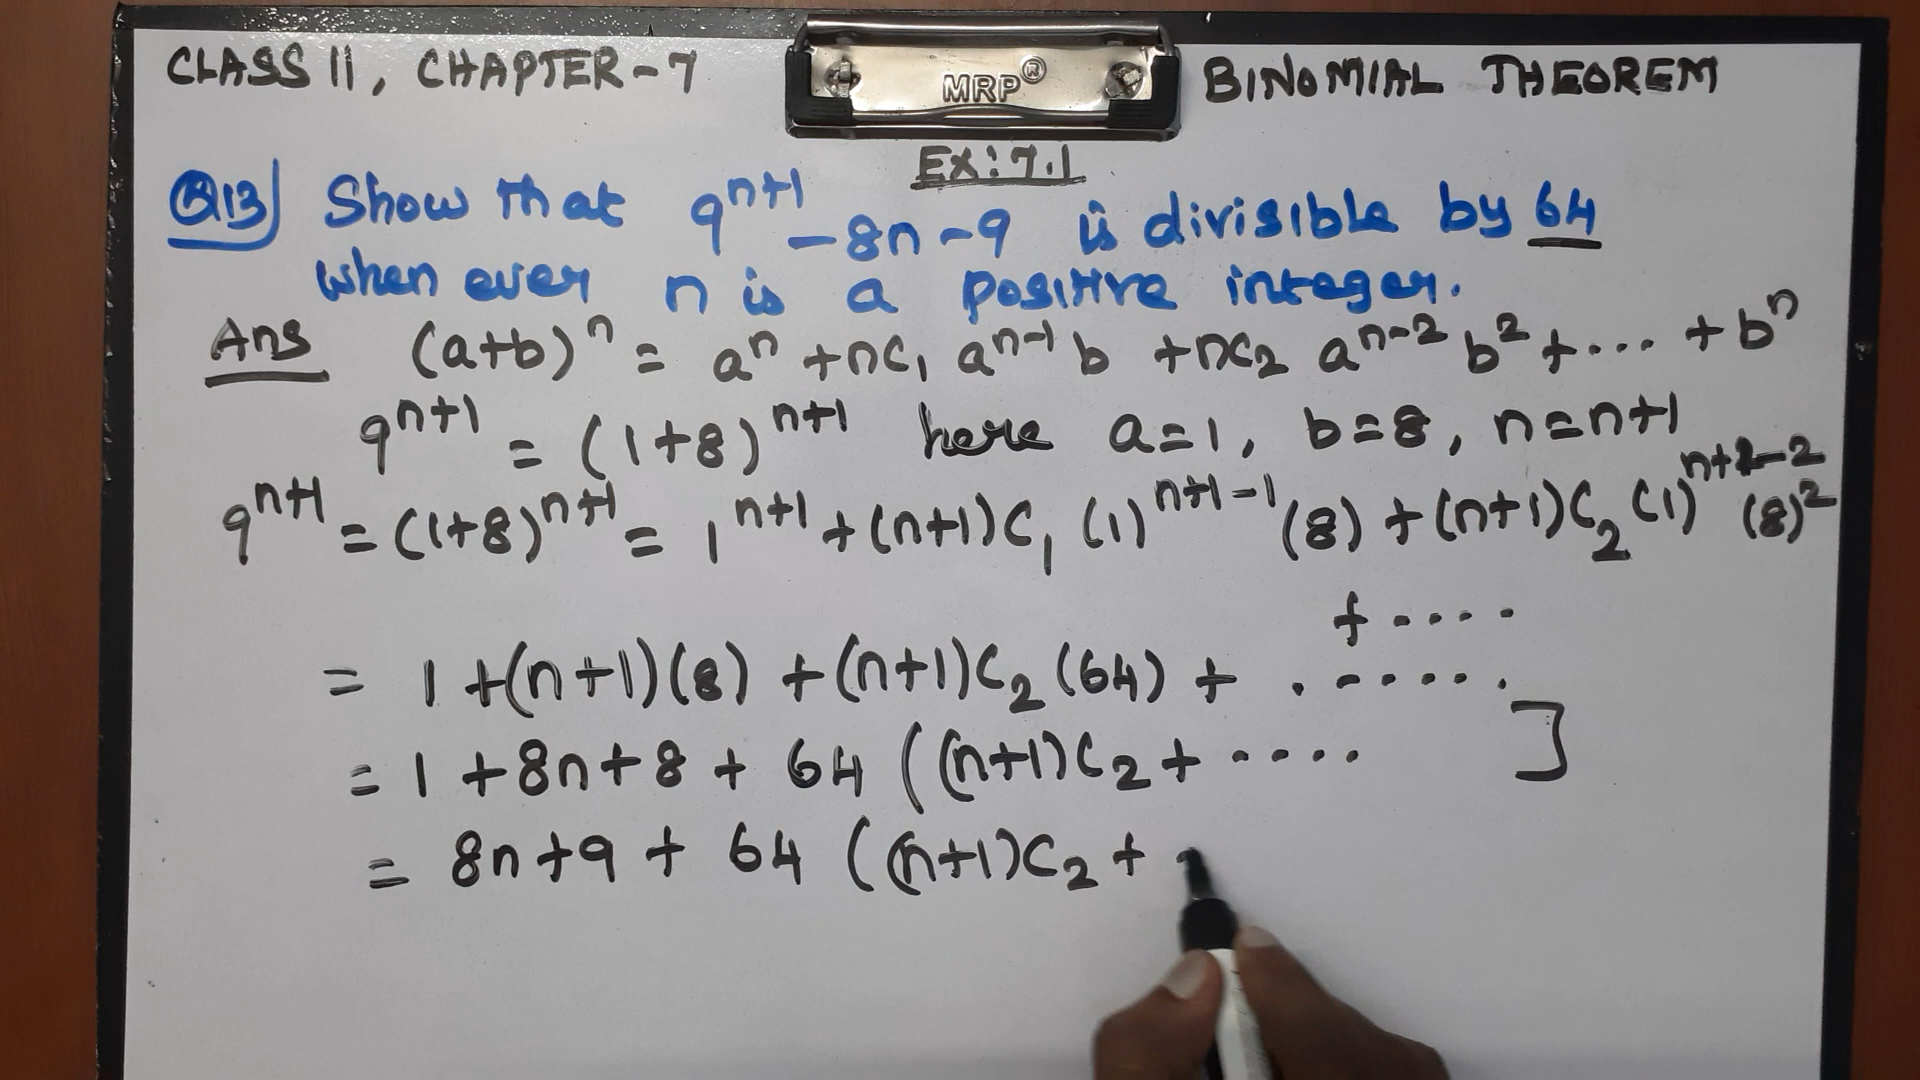 CLASS 11, CHAPTER-7 MRP® BINOMIAL THEOREM
EX: 7.1
Q13) Show that 9^{n+1} - 8n - 9 is divisible by 64
when ever n is a positive integer.
Ans (a+b)^n = a^n + nC₁ a^{n-1} b + nC₂ a^{n-2} b² + ... + b^n
9^{n+1} = (1+8)^{n+1} here a=1, b=8, n=n+1
9^{n+1} = (1+8)^{n+1} = 1^{n+1} + (n+1)C₁ (1)^{n+1-1} (8) + (n+1)C₂ (1)^{n+1-2} (8)²
+ ....
= 1 + (n+1)(8) + (n+1)C₂ (64) + ......
= 1 + 8n + 8 + 64 ((n+1)C₂ + .... ]
= 8n + 9 + 64 ((n+1)C₂ +